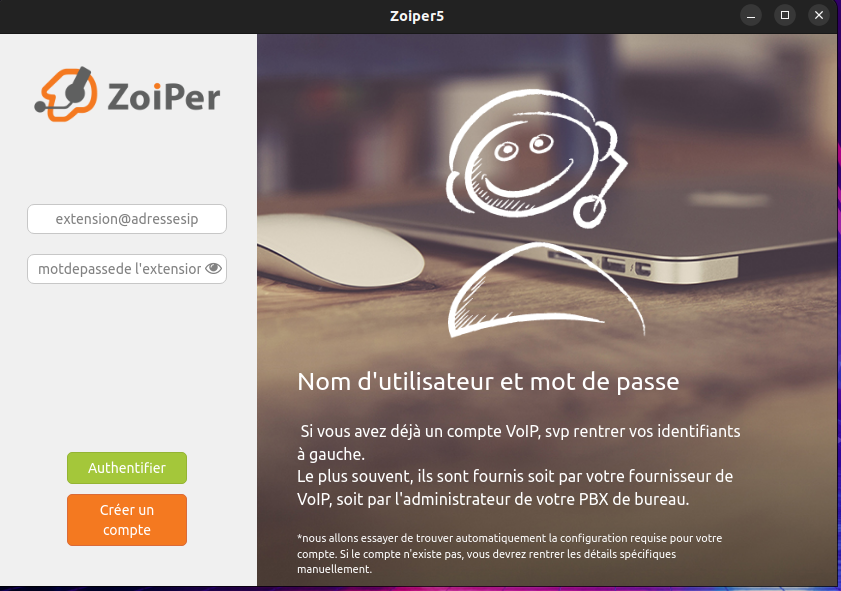 Zoiper5
ZoiPer
extension@adressesip
motdepassede l'extension
Authentifier
Créer un
compte
Nom d'utilisateur et mot de passe
Si vous avez déjà un compte VoIP, svp rentrer vos identifiants
à gauche.
Le plus souvent, ils sont fournis soit par votre fournisseur de
VoIP, soit par l'administrateur de votre PBX de bureau.
*nous allons essayer de trouver automatiquement la configuration requise pour votre
compte. Si le compte n'existe pas, vous devrez rentrer les détails spécifiques
manuellement.